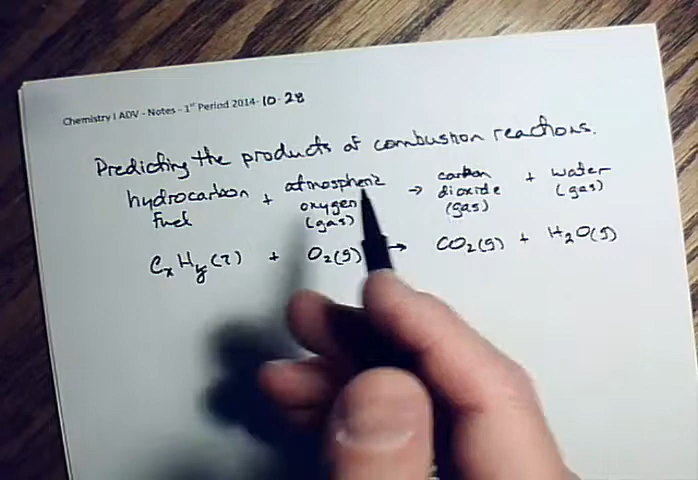 Chemistry I ADV - Notes - 1st Period 2014-10-28
Predicting the products of combustion reactions.
hydrocarbon + atmospheric → carbon + water
fuel oxygen dioxide (gas)
(gas) (gas)
CxHy(?) + O2(g) → CO2(g) + H2O(g)